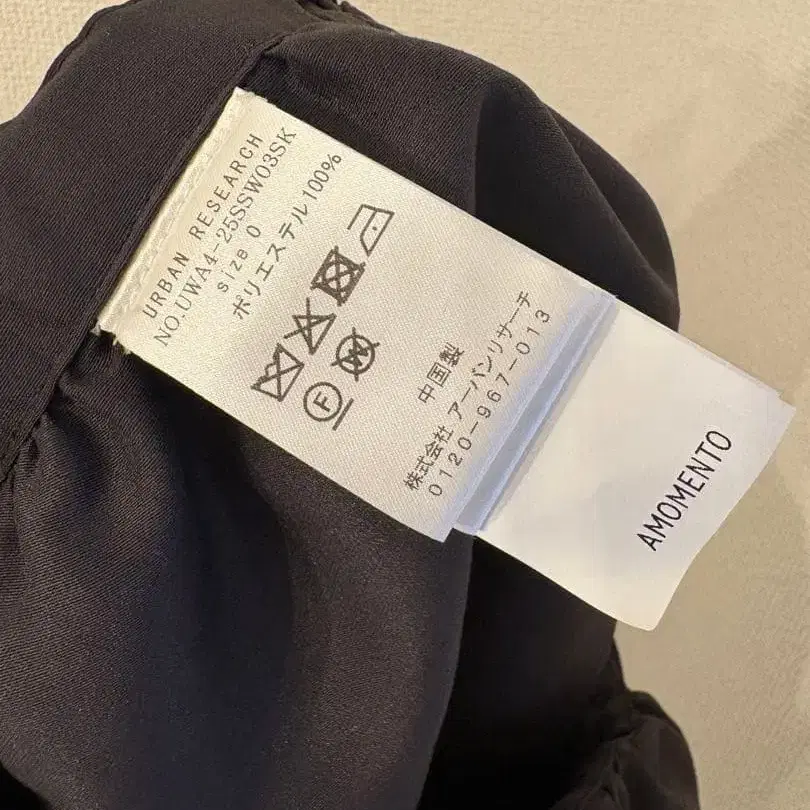 URBAN RESEARCH
NO.UWA4-25SSW03SK
size 0
ポリエステル100%
F
W
中国製
株式会社 アーバンリサーチ
0120-967-013
AMOMENTO